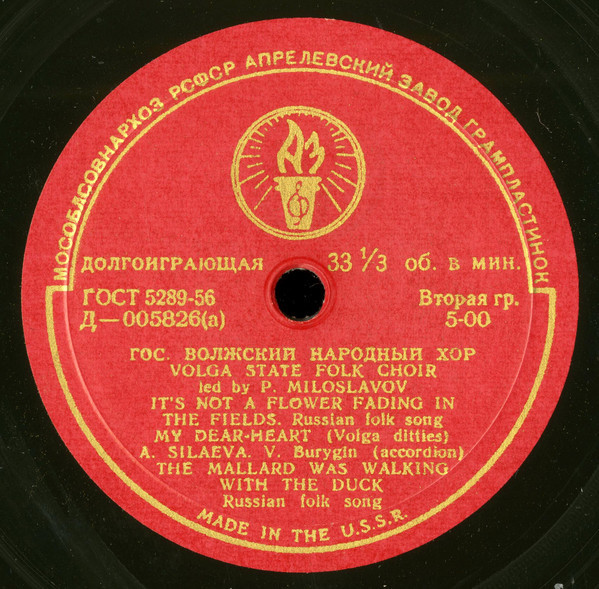 МОСОБЛСОВНАРХОЗ РСФСР АПРЕЛЕВСКИЙ ЗАВОД ГРАМПЛАСТИНОК
АЗ
ДОЛГОИГРАЮЩАЯ 33 1/3 об. в мин.
ГОСТ 5289-56 Вторая гр.
Д—005826(а) 5-00
ГОС. ВОЛЖСКИЙ НАРОДНЫЙ ХОР
VOLGA STATE FOLK CHOIR
led by P. MILOSLAVOV
IT'S NOT A FLOWER FADING IN
THE FIELDS. Russian folk song
MY DEAR-HEART (Volga ditties)
A. SILAEVA. V. Burygin (accordion)
THE MALLARD WAS WALKING
WITH THE DUCK
Russian folk song
MADE IN THE U.S.S.R.